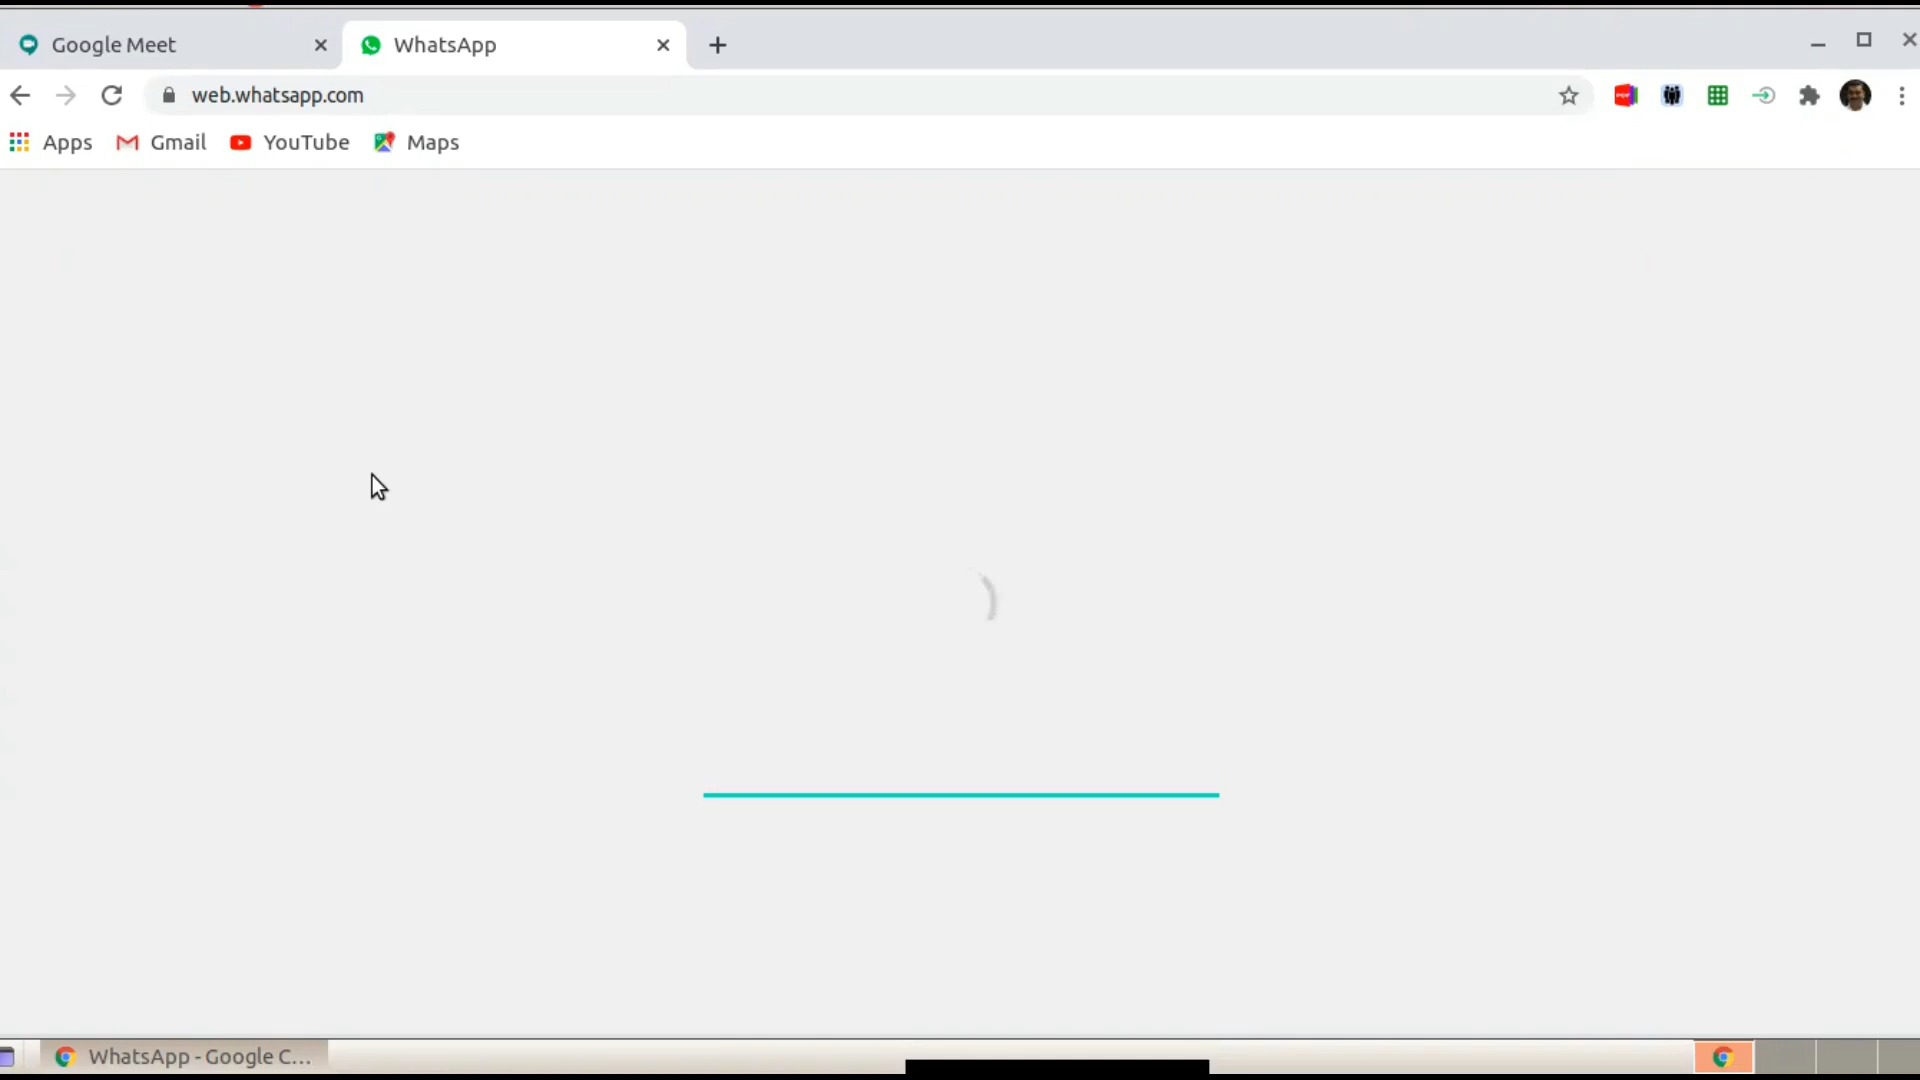 Google Meet
WhatsApp
web.whatsapp.com
Apps
Gmail
YouTube
Maps
WhatsApp - Google C...